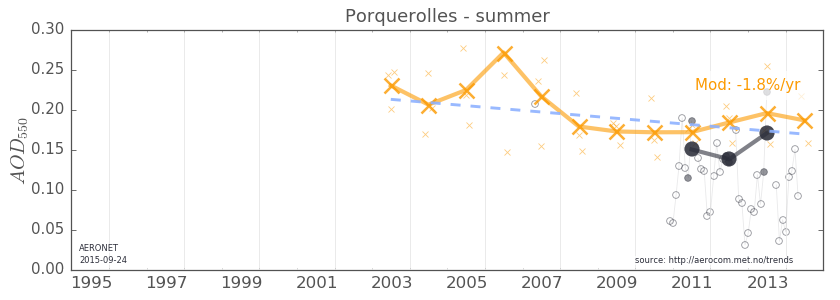 Porquerolles - summer
0.30
0.25
0.20
0.15
0.10
0.05
0.00
AOD550
Mod: -1.8%/yr
AERONET
2015-09-24
source: http://aerocom.met.no/trends
1995 1997 1999 2001 2003 2005 2007 2009 2011 2013